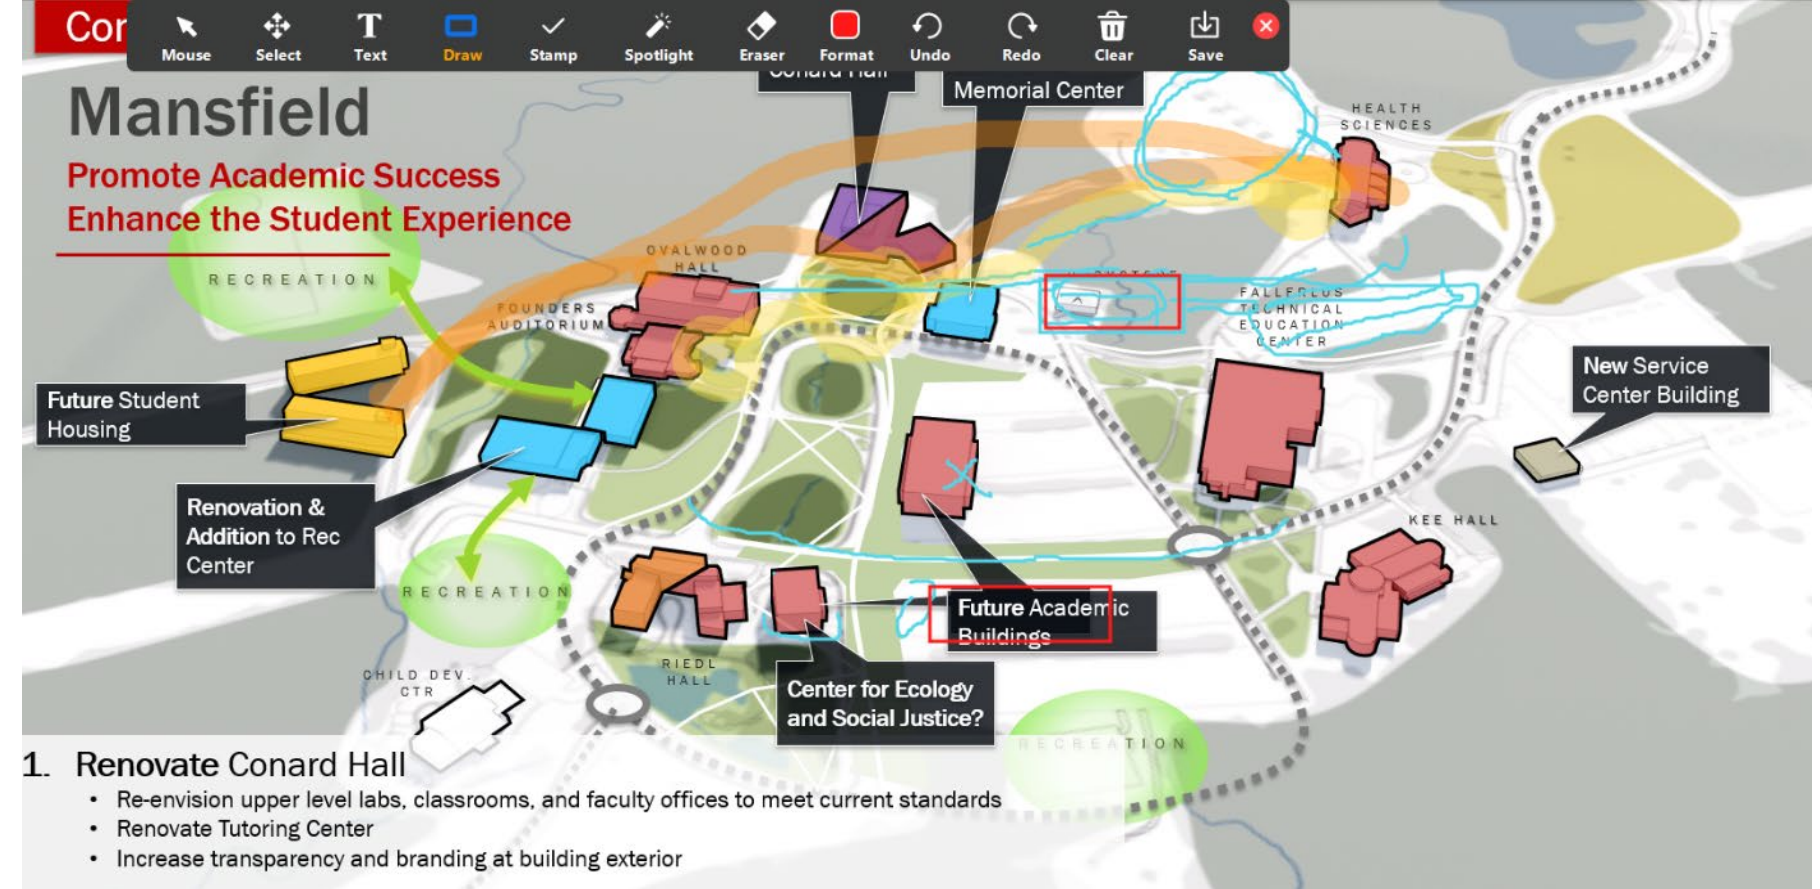 Mouse
Select
Text
Draw
Stamp
Spotlight
Eraser
Format
Undo
Redo
Clear
Save
Mansfield
Promote Academic Success
Enhance the Student Experience
Conard Hall
Memorial Center
HEALTH
SCIENCES
OVALWOOD
HALL
RECREATION
FOUNDERS
AUDITORIUM
FALLERIUS
TECHNICAL
EDUCATION
CENTER
New Service
Center Building
Future Student
Housing
Renovation &
Addition to Rec
Center
KEE HALL
RECREATION
Future Academic
Buildings
RIEDL
HALL
CHILD DEV.
CTR
Center for Ecology
and Social Justice?
RECREATION
1. Renovate Conard Hall
• Re-envision upper level labs, classrooms, and faculty offices to meet current standards
• Renovate Tutoring Center
• Increase transparency and branding at building exterior